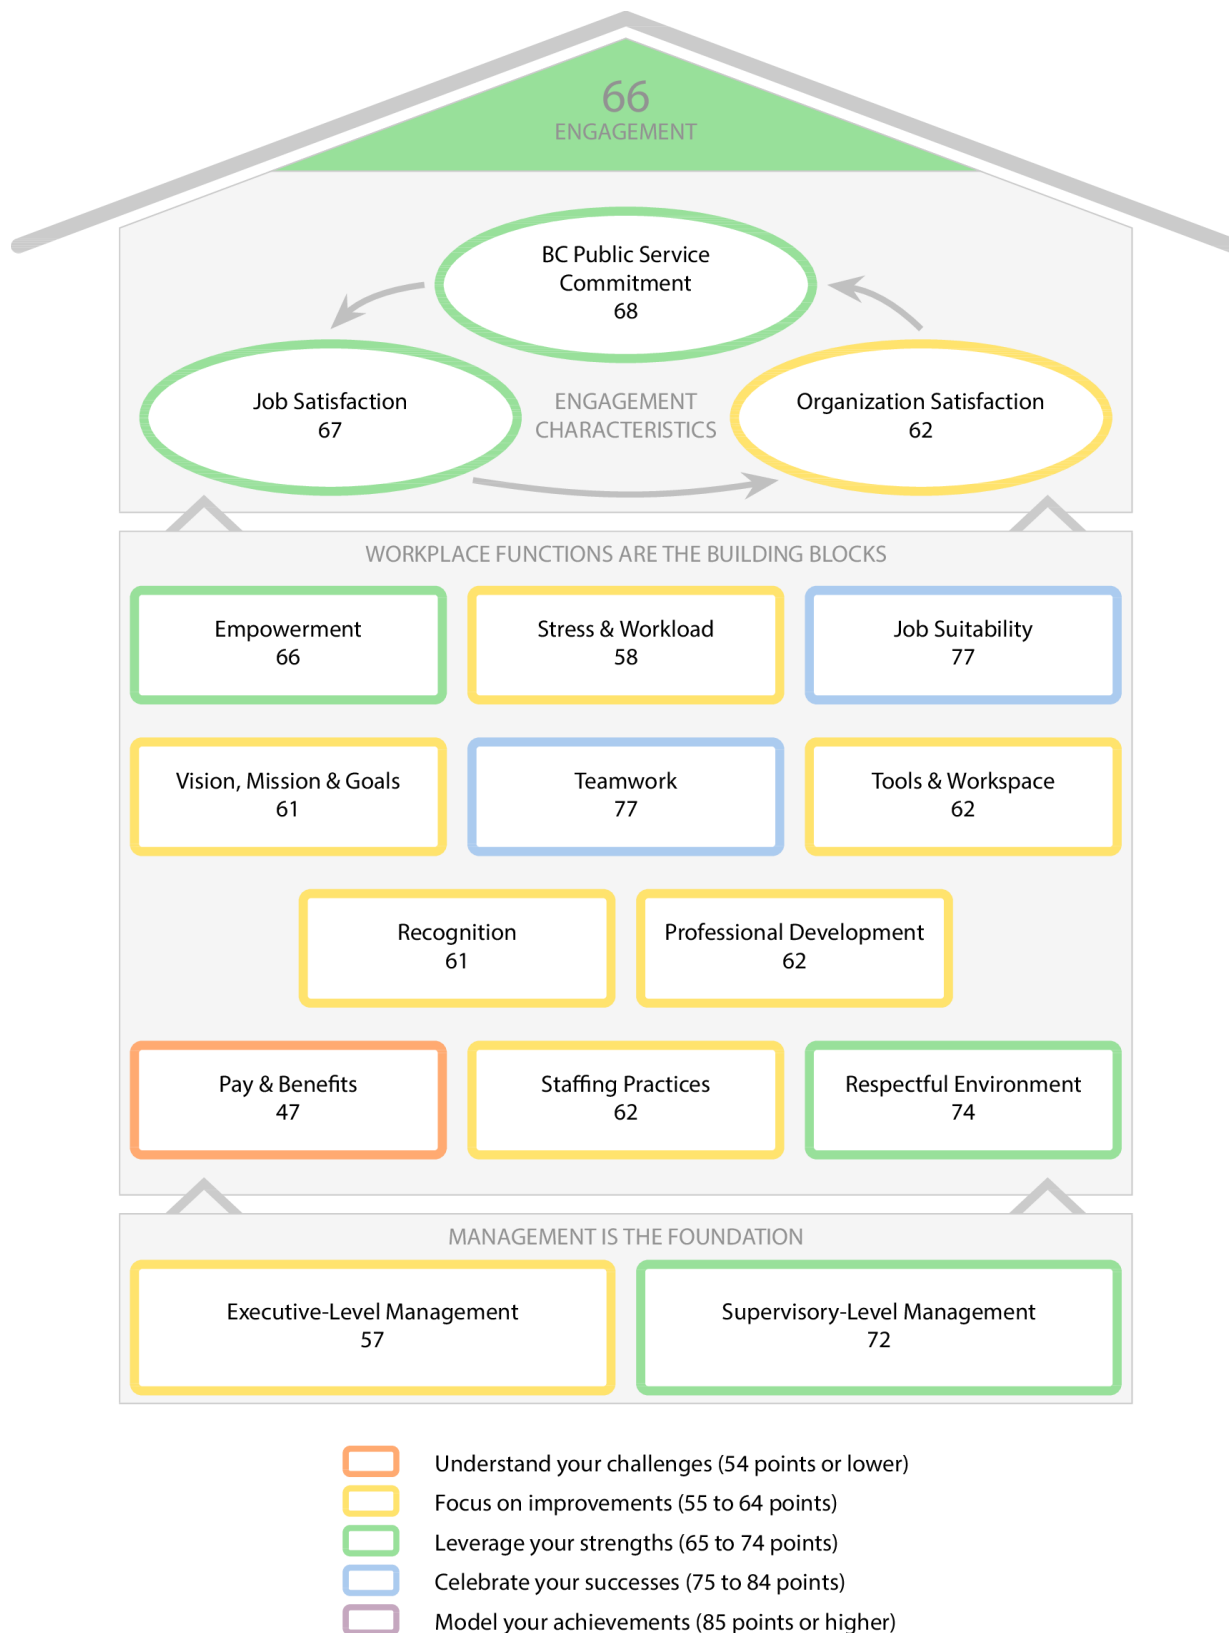 66
ENGAGEMENT
BC Public Service
Commitment
68
Job Satisfaction
67
ENGAGEMENT
CHARACTERISTICS
Organization Satisfaction
62
WORKPLACE FUNCTIONS ARE THE BUILDING BLOCKS
Empowerment
66
Stress & Workload
58
Job Suitability
77
Vision, Mission & Goals
61
Teamwork
77
Tools & Workspace
62
Recognition
61
Professional Development
62
Pay & Benefits
47
Staffing Practices
62
Respectful Environment
74
MANAGEMENT IS THE FOUNDATION
Executive-Level Management
57
Supervisory-Level Management
72
Understand your challenges (54 points or lower)
Focus on improvements (55 to 64 points)
Leverage your strengths (65 to 74 points)
Celebrate your successes (75 to 84 points)
Model your achievements (85 points or higher)